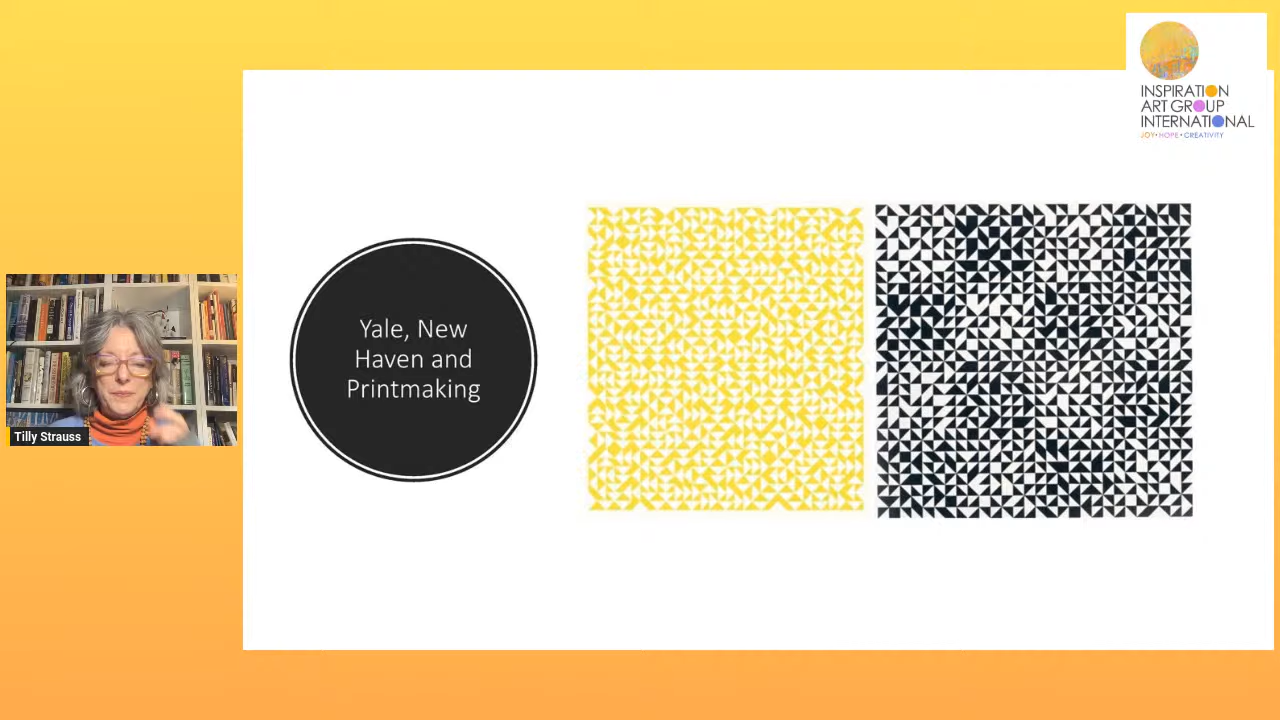 INSPIRATION
ART GROUP
INTERNATIONAL
JOY•HOPE•CREATIVITY
Yale, New
Haven and
Printmaking
Tilly Strauss